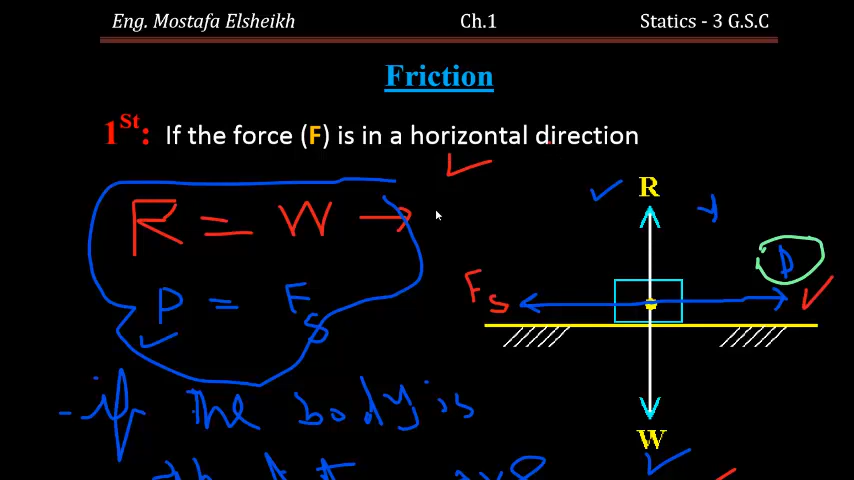 Eng. Mostafa Elsheikh Ch.1 Statics - 3 G.S.C
Friction
1St: If the force (F) is in a horizontal direction
R = W →
P = Fs
- if the body is
R
P
Fs
W